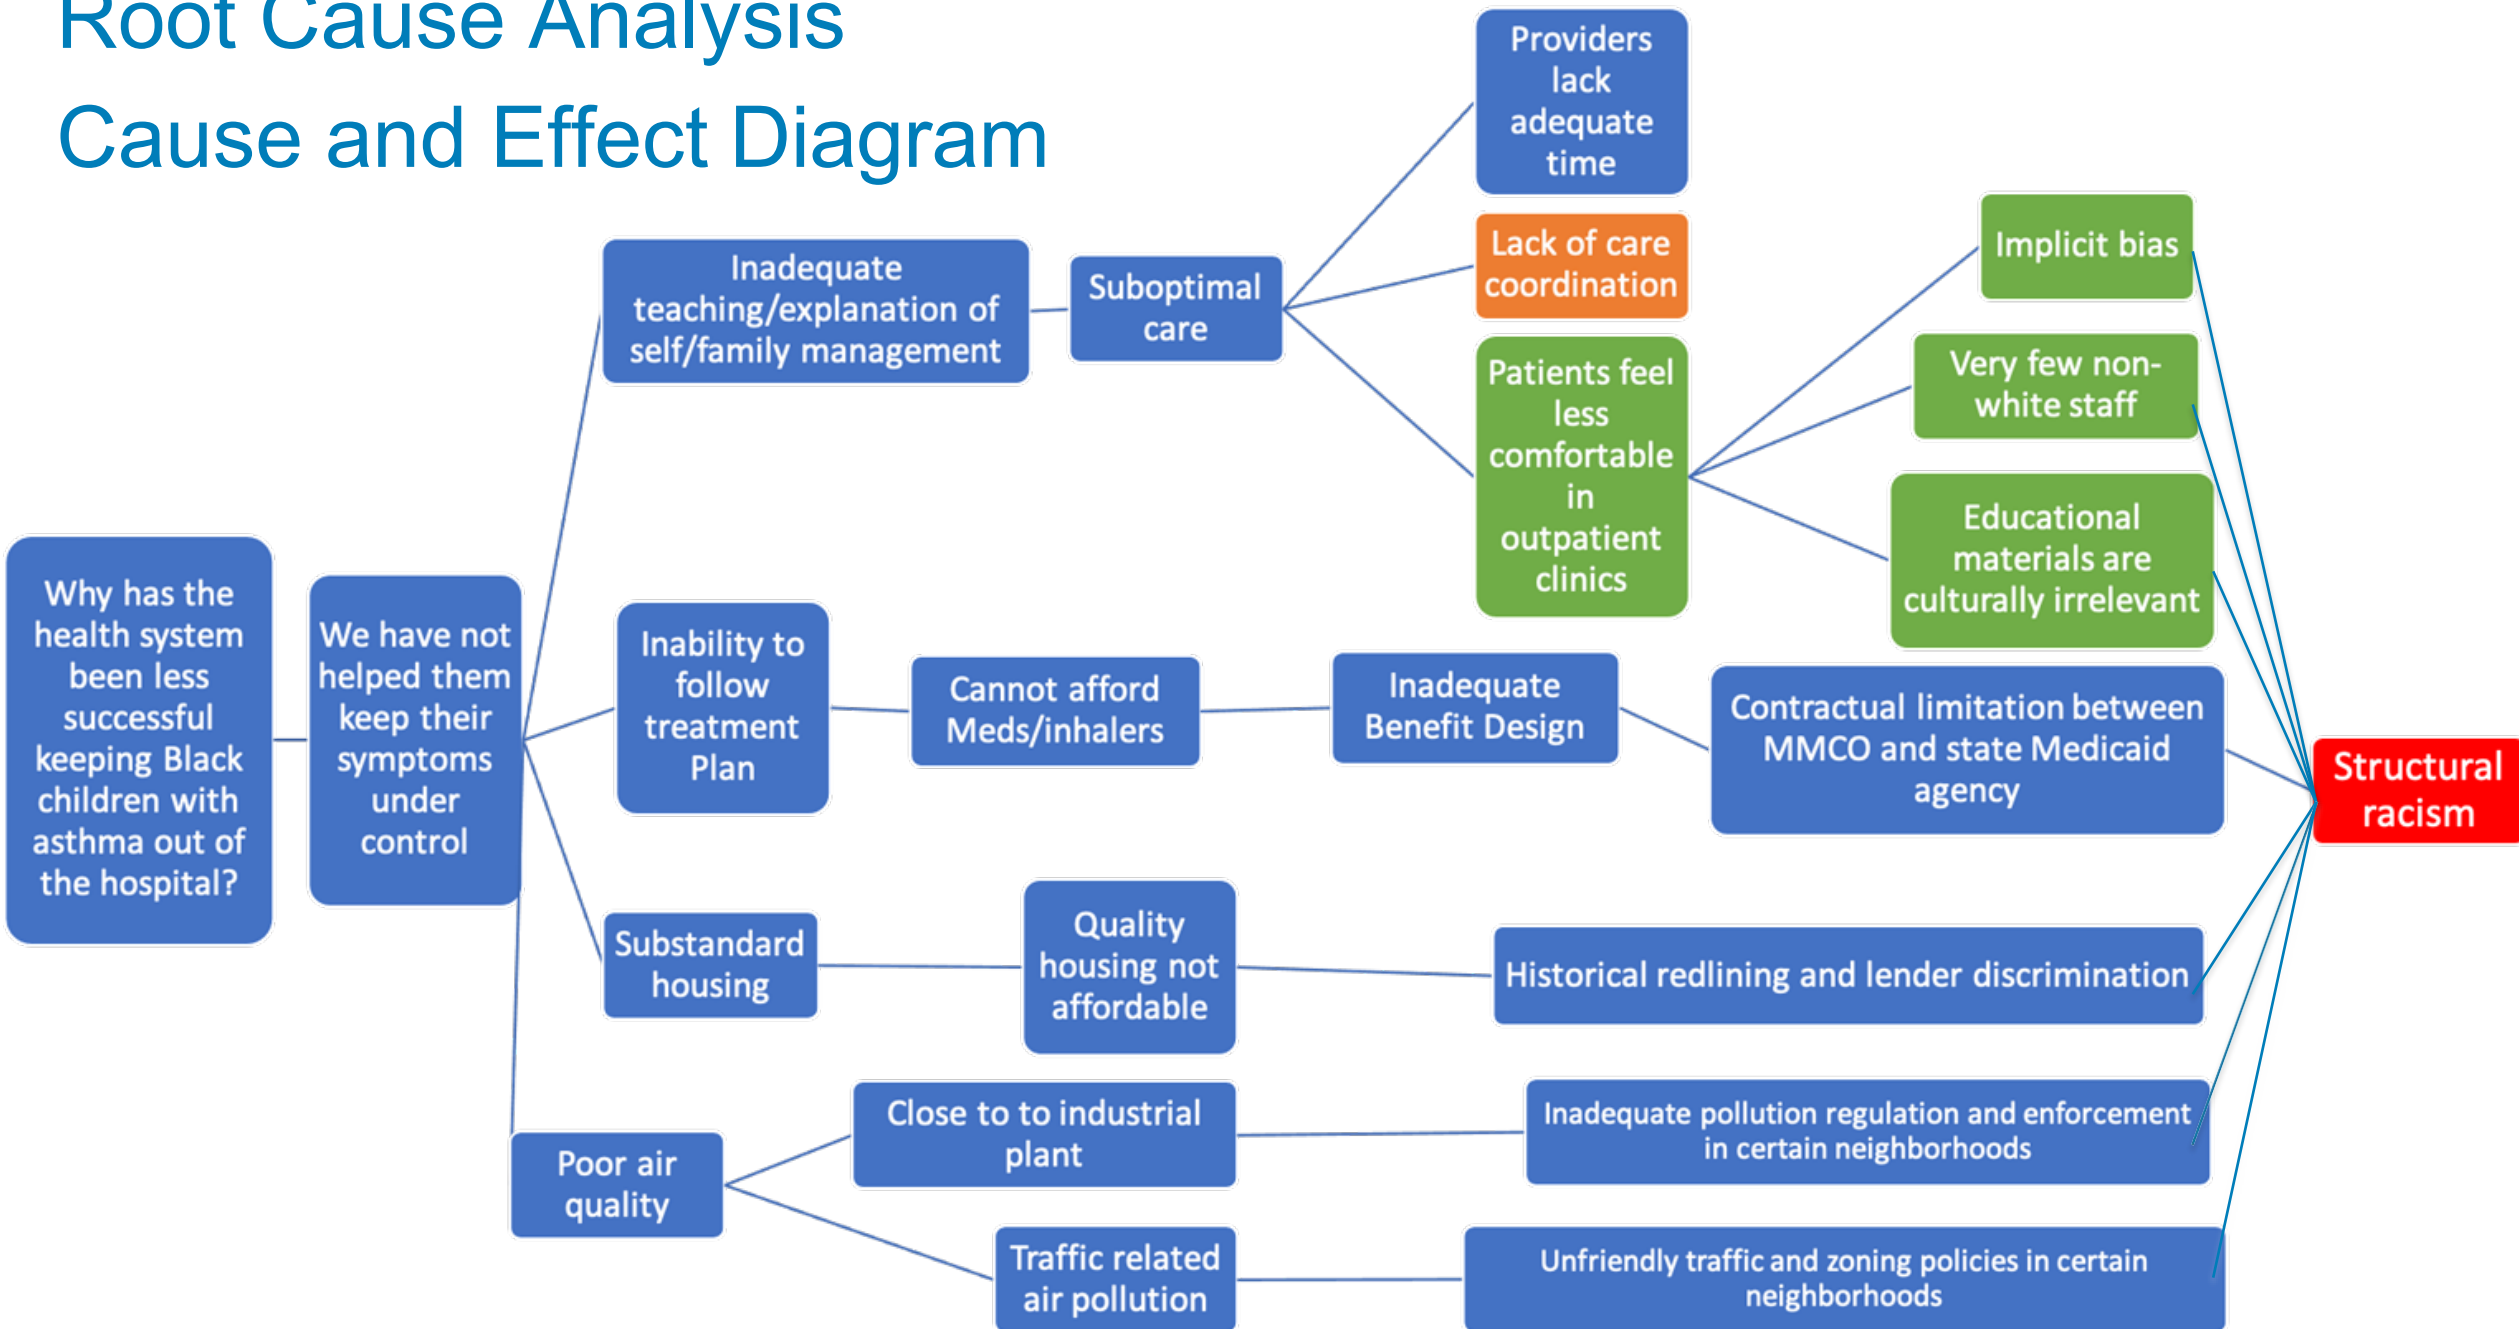 Root Cause Analysis
Cause and Effect Diagram
Why has the
health system
been less
successful
keeping Black
children with
asthma out of
the hospital?
We have not
helped them
keep their
symptoms
under
control
Inadequate
teaching/explanation of
self/family management
Suboptimal
care
Providers
lack
adequate
time
Lack of care
coordination
Patients feel
less
comfortable
in
outpatient
clinics
Implicit bias
Very few non-
white staff
Educational
materials are
culturally irrelevant
Inability to
follow
treatment
Plan
Cannot afford
Meds/inhalers
Inadequate
Benefit Design
Contractual limitation between
MMCO and state Medicaid
agency
Structural
racism
Substandard
housing
Quality
housing not
affordable
Historical redlining and lender discrimination
Poor air
quality
Close to to industrial
plant
Inadequate pollution regulation and enforcement
in certain neighborhoods
Traffic related
air pollution
Unfriendly traffic and zoning policies in certain
neighborhoods